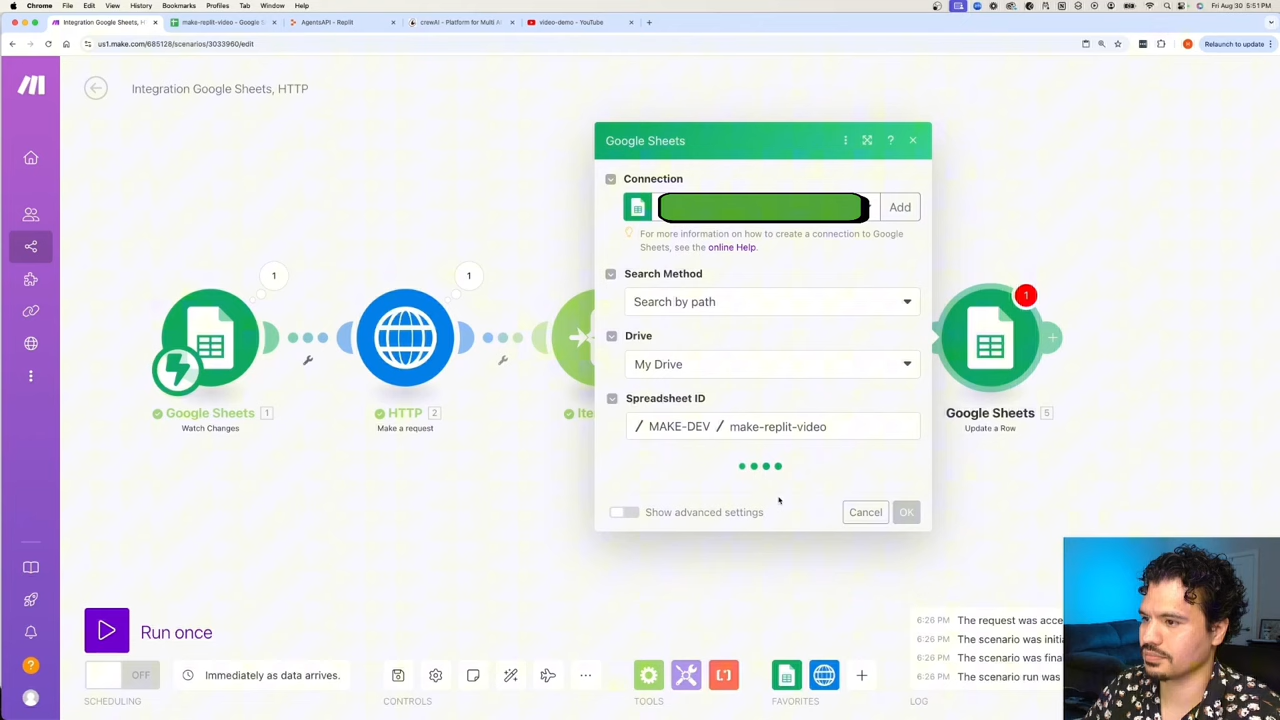 Chrome File Edit View History Bookmarks Profiles Tab Window Help
Fri Aug 30 5:51 PM
Integration Google Sheets, H
make-replit-video - Google S
AgentsAPI - Replit
crewAI - Platform for Multi A
video-demo - YouTube
us1.make.com/685128/scenarios/3033960/edit
Relaunch to update
Integration Google Sheets, HTTP
Google Sheets
?
Connection
Add
For more information on how to create a connection to Google
Sheets, see the online Help.
Search Method
Search by path
Drive
My Drive
Spreadsheet ID
/ MAKE-DEV / make-replit-video
Show advanced settings
Cancel
OK
1
1
1
Google Sheets 1
Watch Changes
HTTP 2
Make a request
Ite
Google Sheets 5
Update a Row
Run once
OFF
Immediately as data arrives.
SCHEDULING
CONTROLS
TOOLS
FAVORITES
LOG
6:26 PM The request was acce
6:26 PM The scenario was initia
6:26 PM The scenario was fina
6:26 PM The scenario run was